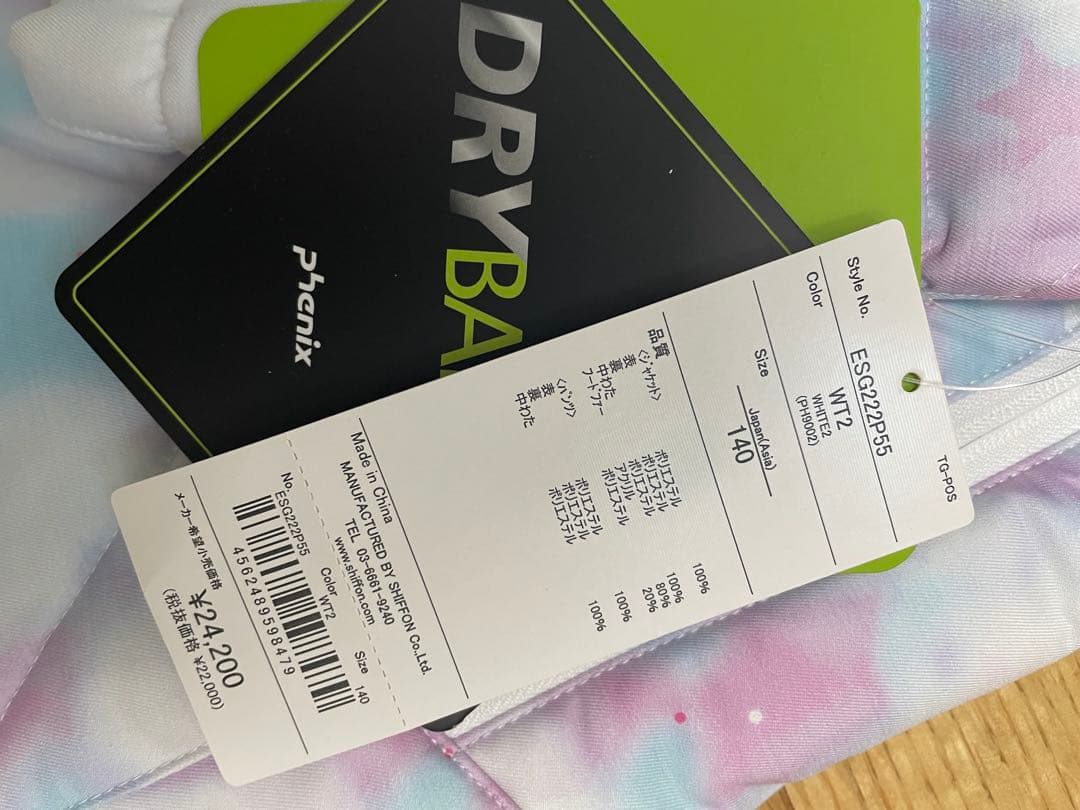 DRYBA
phenix
TG-POS
Style No. ESG222P55
Color WT2
WHITE2
(PH9002)
Size Japan(Asia)
140
品質
〈ジャケット〉
表 ポリエステル 100%
裏 ポリエステル
中わた ポリエステル 100%
フードファー アクリル 80%
ポリエステル 20%
〈パンツ〉
表 ポリエステル 100%
裏 ポリエステル
中わた ポリエステル 100%
Made in China
MANUFACTURED BY SHIFFON Co.,Ltd.
TEL 03-6661-9240
www.shiffon.com
No. ESG222P55 Color WT2 Size 140
4562489598479
メーカー希望小売価格 ¥24,200
(税抜価格 ¥22,000)